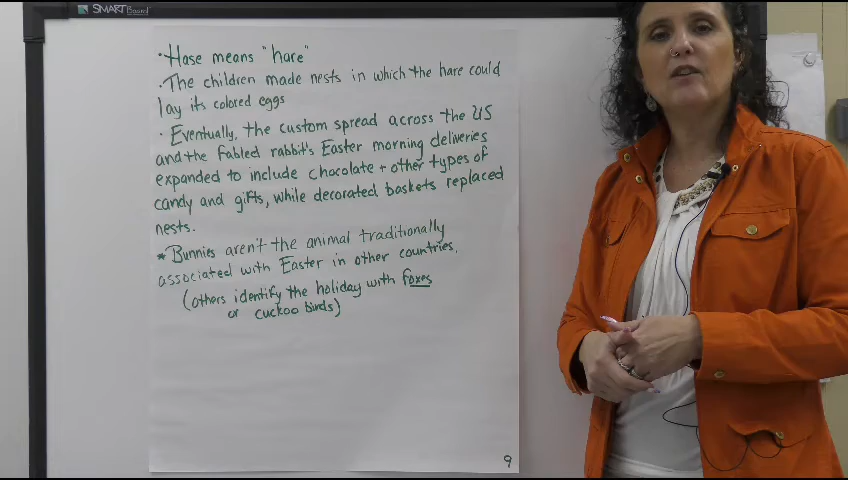 SMART Board
• Hase means "hare"
• The children made nests in which the hare could
lay its colored eggs
• Eventually, the custom spread across the US
and the fabled rabbit's Easter morning deliveries
expanded to include chocolate + other types of
candy and gifts, while decorated baskets replaced
nests.
* Bunnies aren't the animal traditionally
associated with Easter in other countries.
(others identify the holiday with foxes
or cuckoo birds)
9